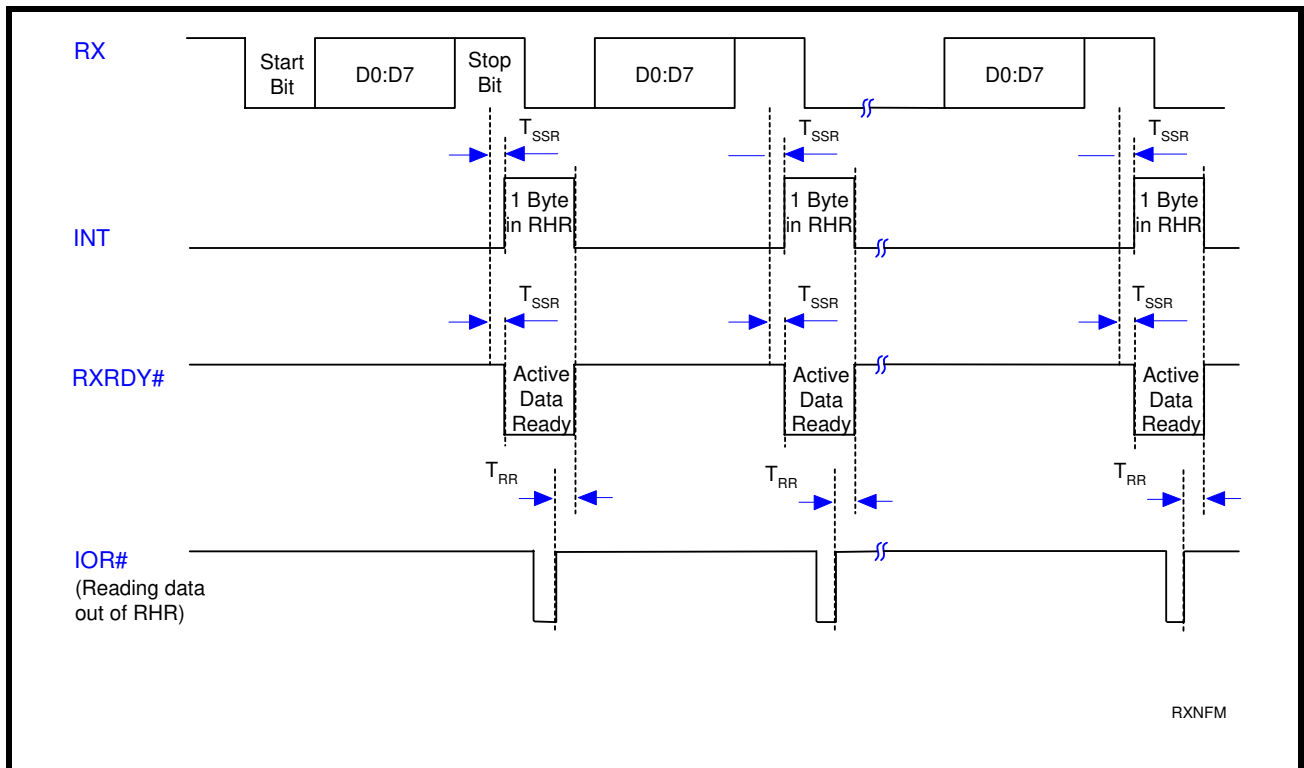 RX
Start
Bit
D0:D7
Stop
Bit
D0:D7
D0:D7
TSSR
TSSR
TSSR
INT
1 Byte
in RHR
1 Byte
in RHR
1 Byte
in RHR
TSSR
TSSR
TSSR
RXRDY#
Active
Data
Ready
Active
Data
Ready
Active
Data
Ready
TRR
TRR
TRR
IOR#
(Reading data
out of RHR)
RXNFM